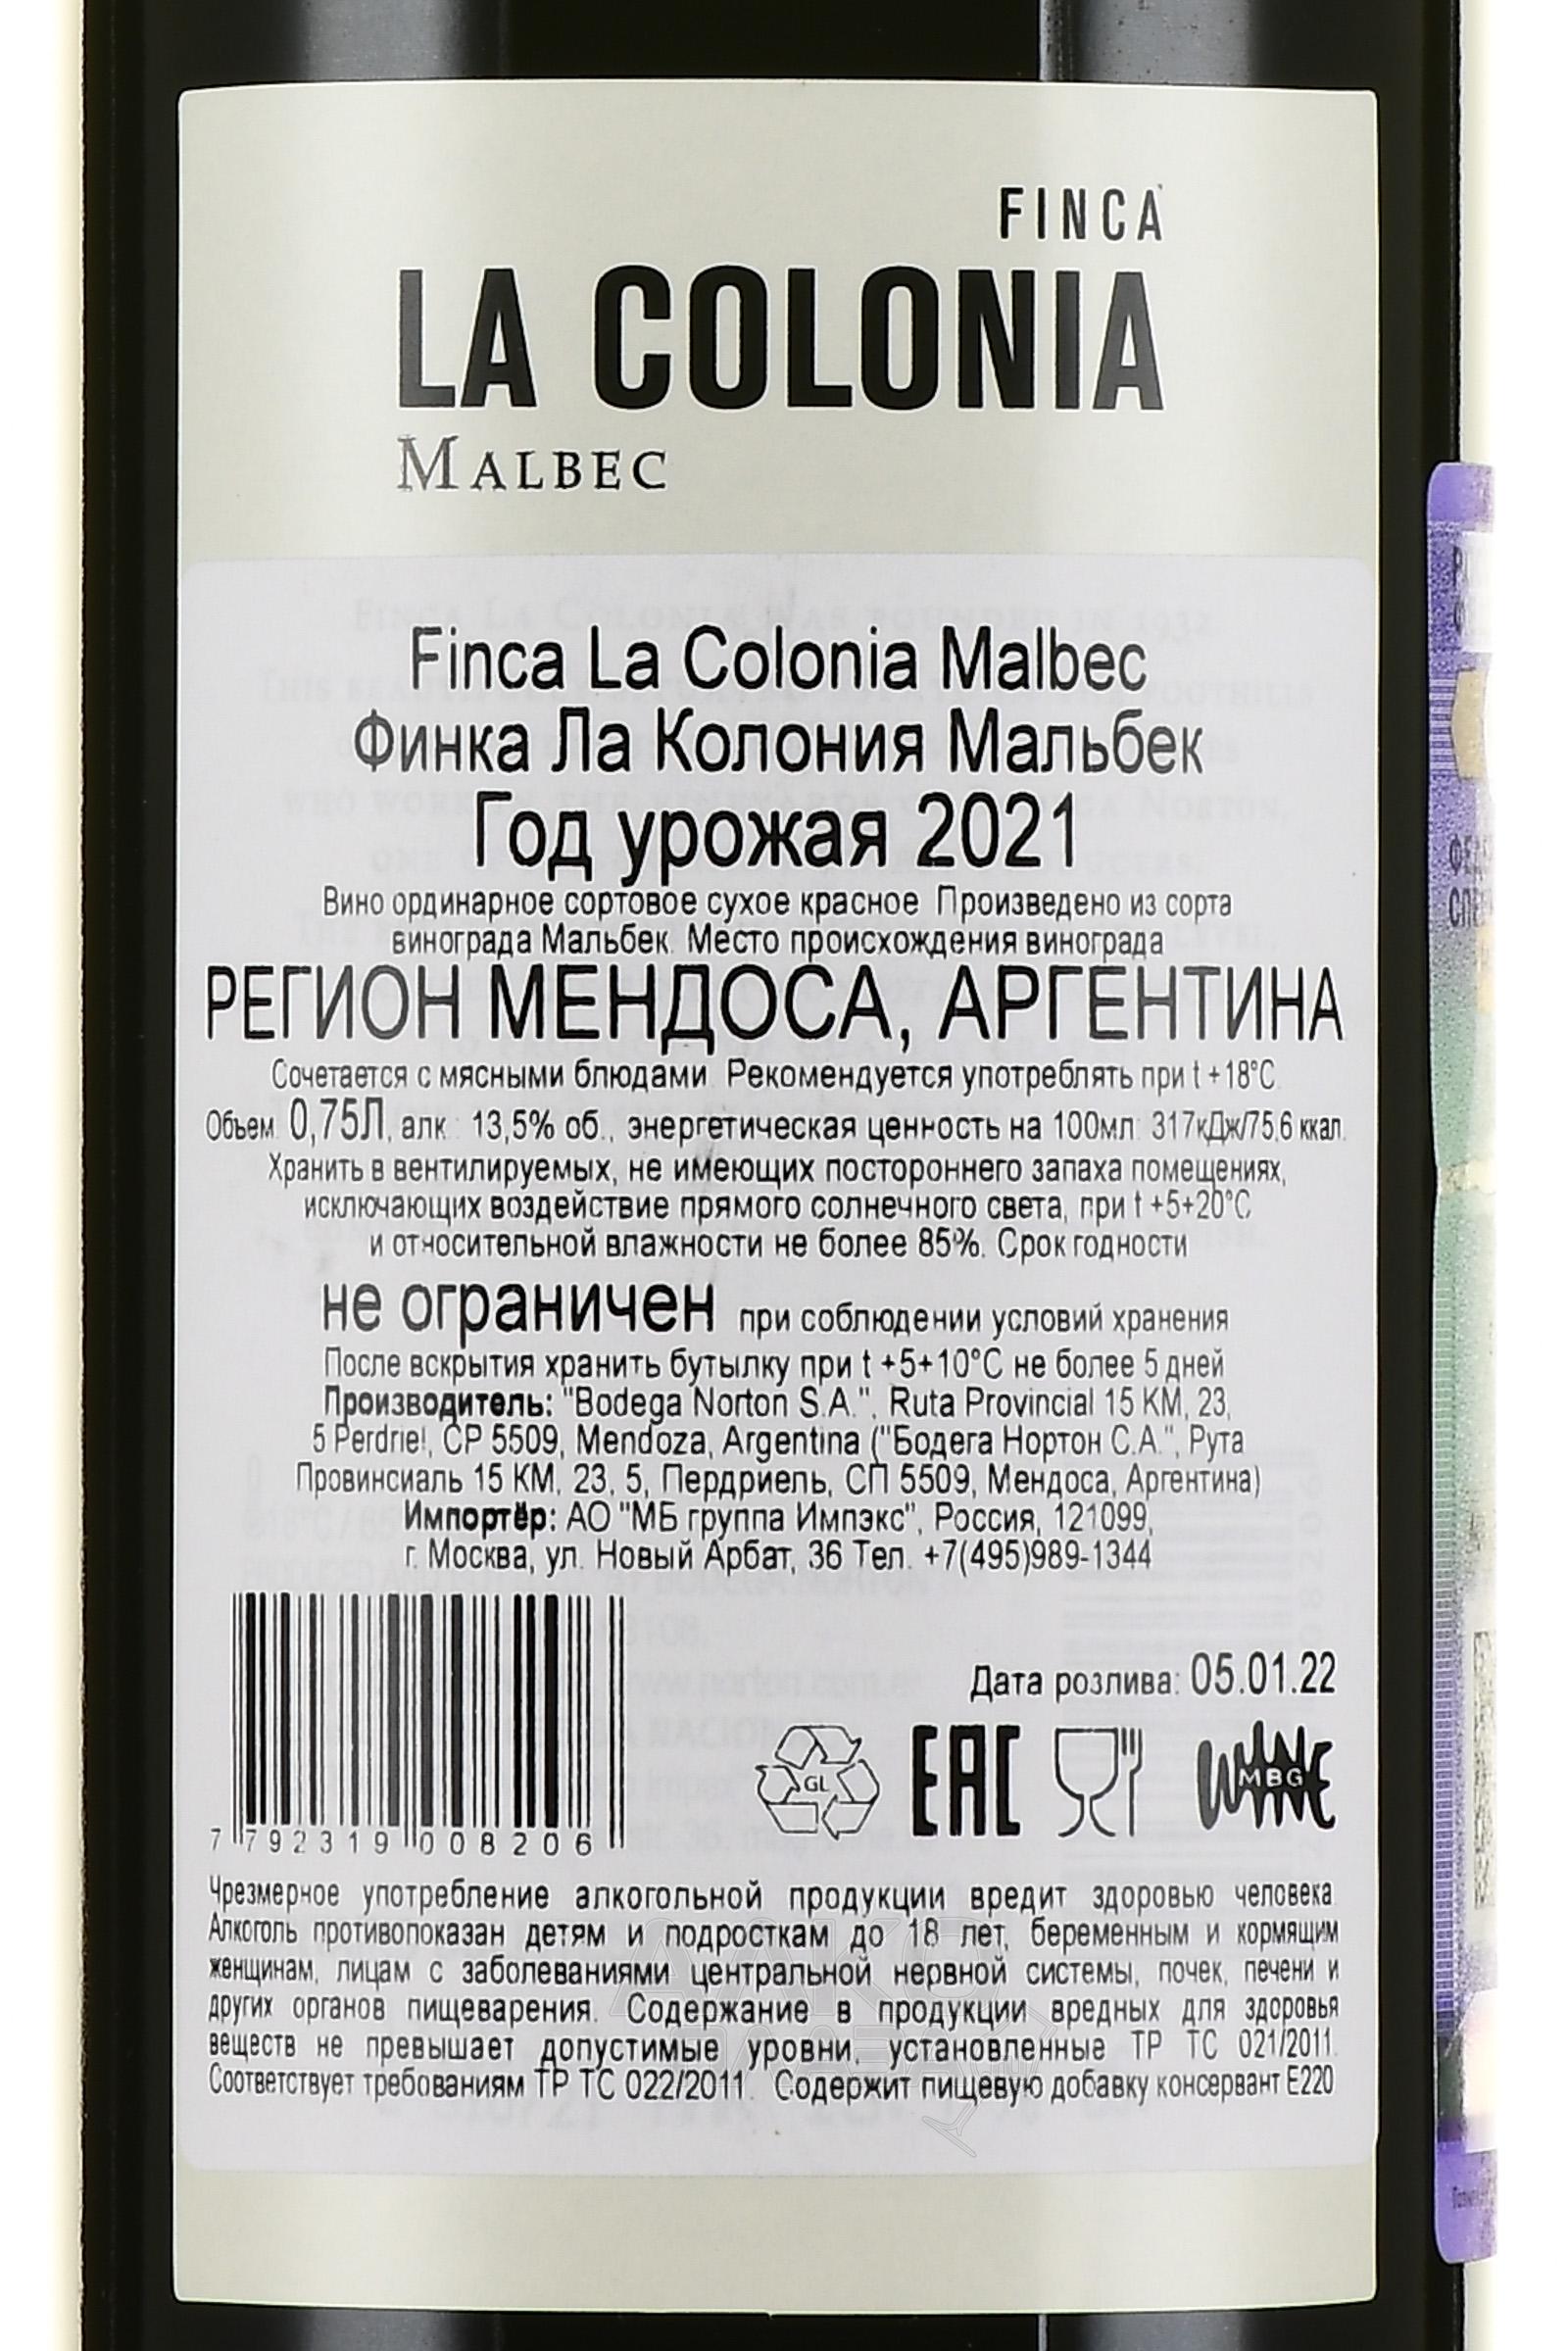 FINCA
LA COLONIA
MALBEC
Finca La Colonia Malbec
Финка Ла Колония Мальбек
Год урожая 2021
Вино ординарное сортовое сухое красное. Произведено из сорта
винограда Мальбек. Место происхождения винограда
РЕГИОН МЕНДОСА, АРГЕНТИНА
Сочетается с мясными блюдами. Рекомендуется употреблять при t +18°C
Объем 0,75Л, алк.: 13,5% об., энергетическая ценность на 100мл: 317кДж/75,6 ккал.
Хранить в вентилируемых, не имеющих постороннего запаха помещениях,
исключающих воздействие прямого солнечного света, при t +5+20°C
и относительной влажности не более 85%. Срок годности
не ограничен при соблюдении условий хранения
После вскрытия хранить бутылку при t +5+10°C не более 5 дней
Производитель: "Bodega Norton S.A.", Ruta Provincial 15 KM, 23,
5 Perdriel, CP 5509, Mendoza, Argentina ("Бодега Нортон С.А.", Рута
Провинсиаль 15 КМ, 23, 5, Пердриель, СП 5509, Мендоса, Аргентина)
Импортёр: АО "МБ группа Импэкс", Россия, 121099,
г. Москва, ул. Новый Арбат, 36 Тел. +7(495)989-1344
Дата розлива: 05.01.22
GL
EAC
WINE
MBG
7 792319 008206
Чрезмерное употребление алкогольной продукции вредит здоровью человека.
Алкоголь противопоказан детям и подросткам до 18 лет, беременным и кормящим
женщинам, лицам с заболеваниями центральной нервной системы, почек, печени и
других органов пищеварения. Содержание в продукции вредных для здоровья
веществ не превышает допустимые уровни, установленные ТР ТС 021/2011.
Соответствует требованиям ТР ТС 022/2011. Содержит пищевую добавку консервант Е220